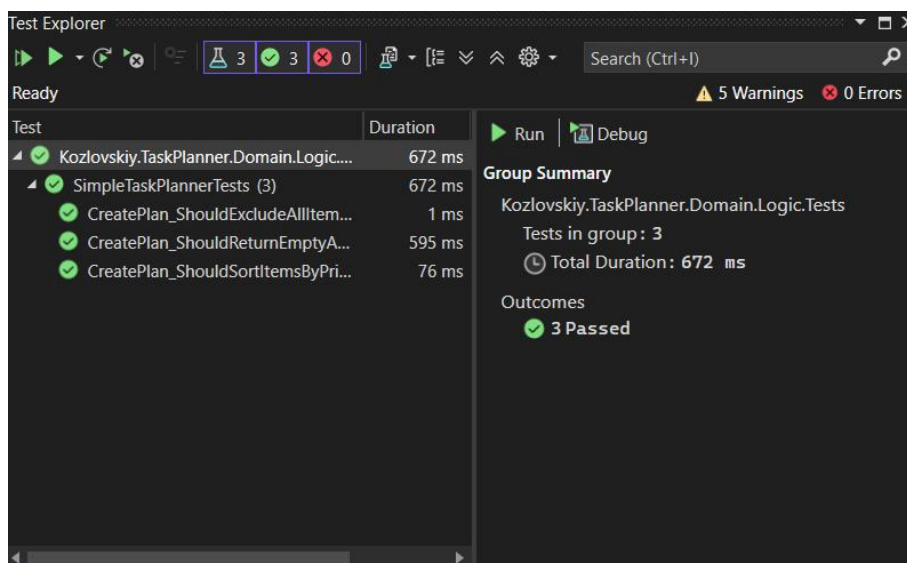 Test Explorer
3 3 0
Search (Ctrl+I)
Ready
5 Warnings 0 Errors
Test Duration
Kozlovskiy.TaskPlanner.Domain.Logic.... 672 ms
SimpleTaskPlannerTests (3) 672 ms
CreatePlan_ShouldExcludeAllItem... 1 ms
CreatePlan_ShouldReturnEmptyA... 595 ms
CreatePlan_ShouldSortItemsByPri... 76 ms
Run Debug
Group Summary
Kozlovskiy.TaskPlanner.Domain.Logic.Tests
Tests in group: 3
Total Duration: 672 ms
Outcomes
3 Passed